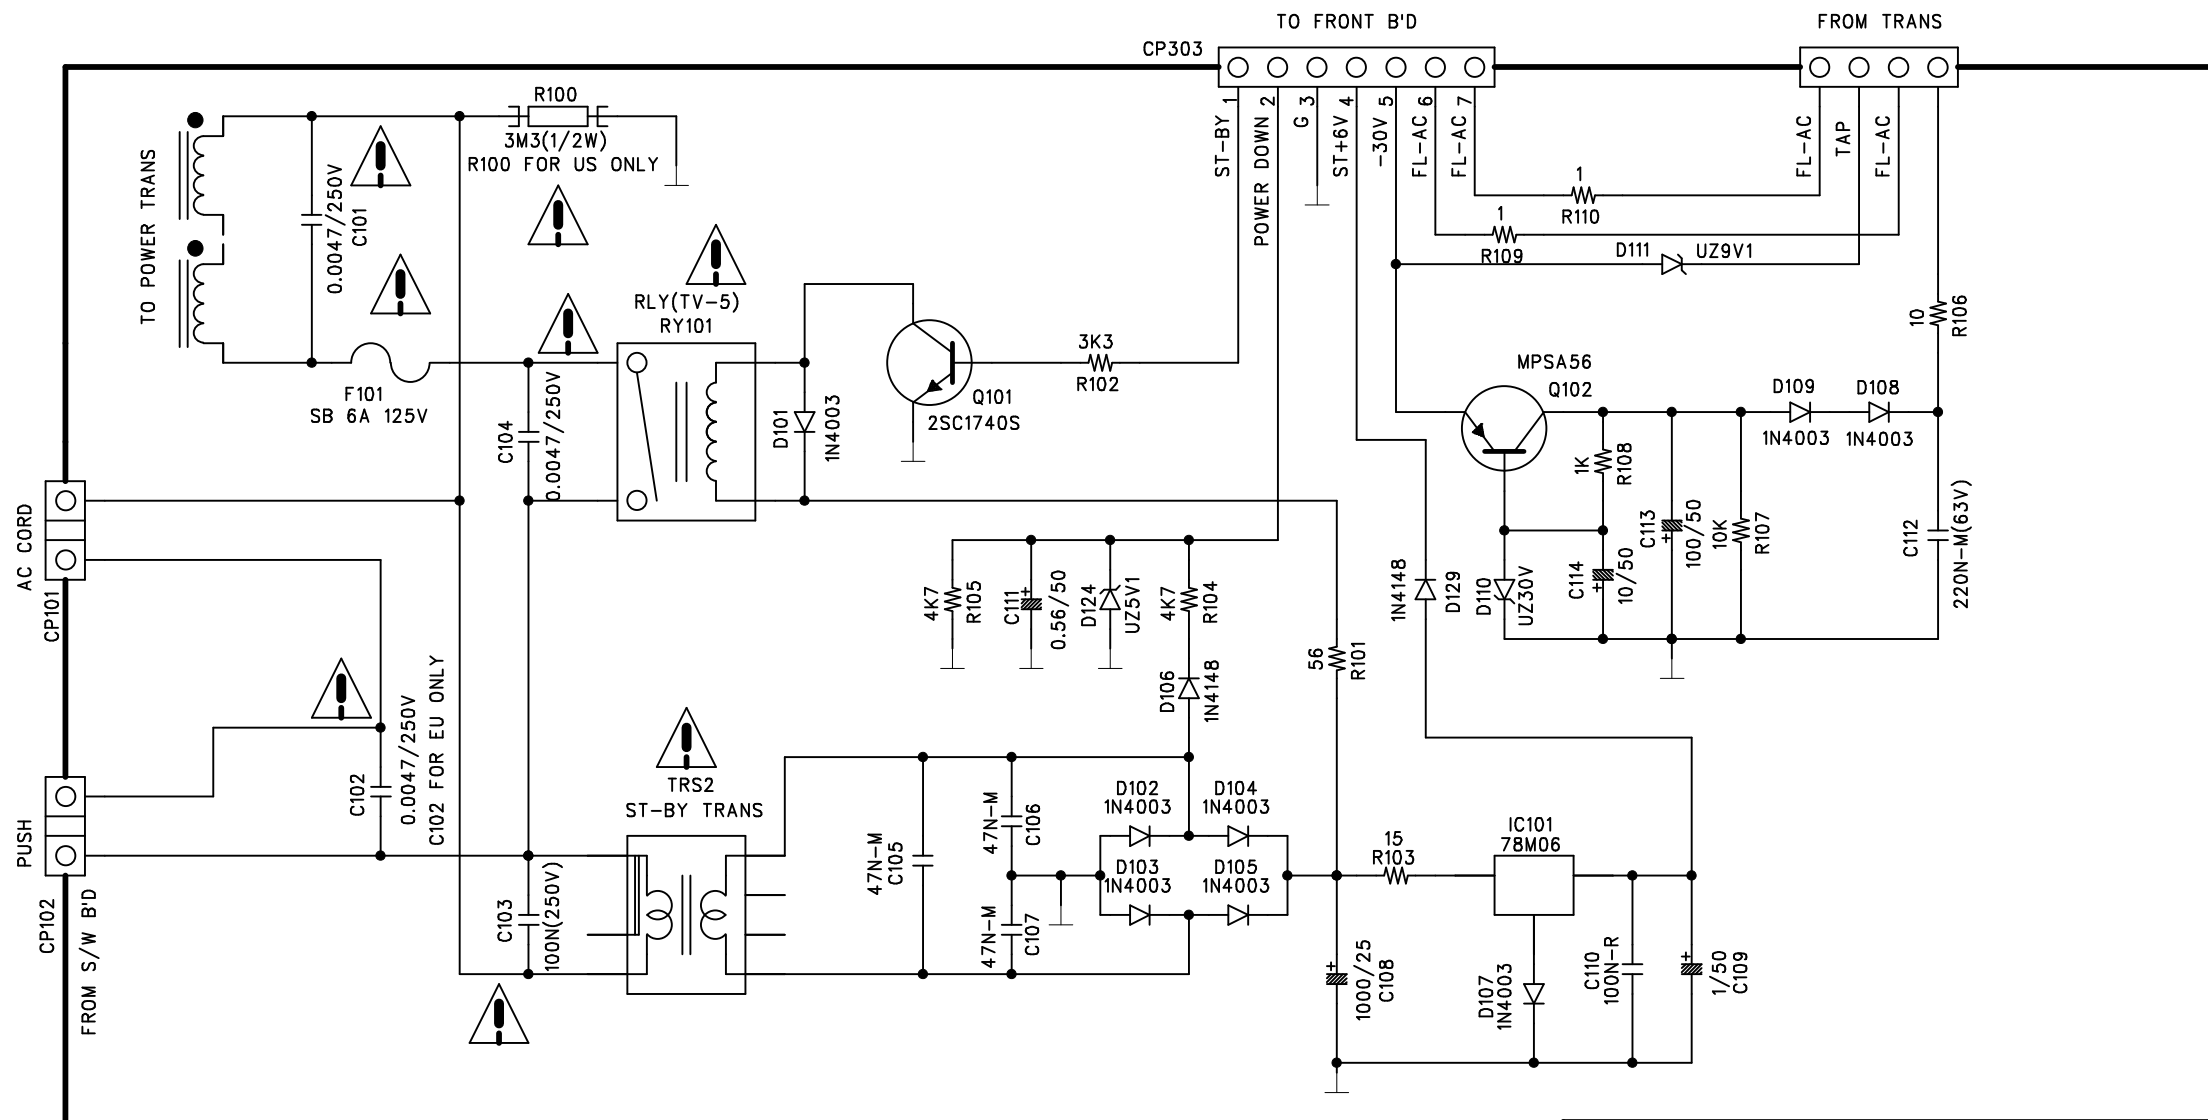 TO FRONT B'D
FROM TRANS
CP303
1
2
3
4
5
6
7
ST-BY
POWER DOWN
G
ST+6V
-30V
FL-AC
FL-AC
FL-AC
TAP
FL-AC
R100
3M3(1/2W)
R100 FOR US ONLY
TO POWER TRANS
0.0047/250V
C101
1
R110
1
R109
D111
UZ9V1
10
R106
RLY(TV-5)
RY101
3K3
R102
F101
SB 6A 125V
C104
0.0047/250V
D101
1N4003
Q101
2SC1740S
MPSA56
Q102
D109
1N4003
D108
1N4003
1K
R108
C113
100/50
10K
R107
C112
220N-M(63V)
AC CORD
CP101
4K7
R105
C111
+
0.56/50
D124
UZ5V1
4K7
R104
1N4148
D129
D110
UZ30V
C114
+
10/50
+
56
R101
D106
1N4148
C102
0.0047/250V
C102 FOR EU ONLY
TRS2
ST-BY TRANS
PUSH
CP102
FROM S/W B'D
C103
100N(250V)
47N-M
C105
47N-M
C106
47N-M
C107
D102
1N4003
D104
1N4003
D103
1N4003
D105
1N4003
15
R103
IC101
78M06
+
1000/25
C108
D107
1N4003
C110
100N-R
+
1/50
C109